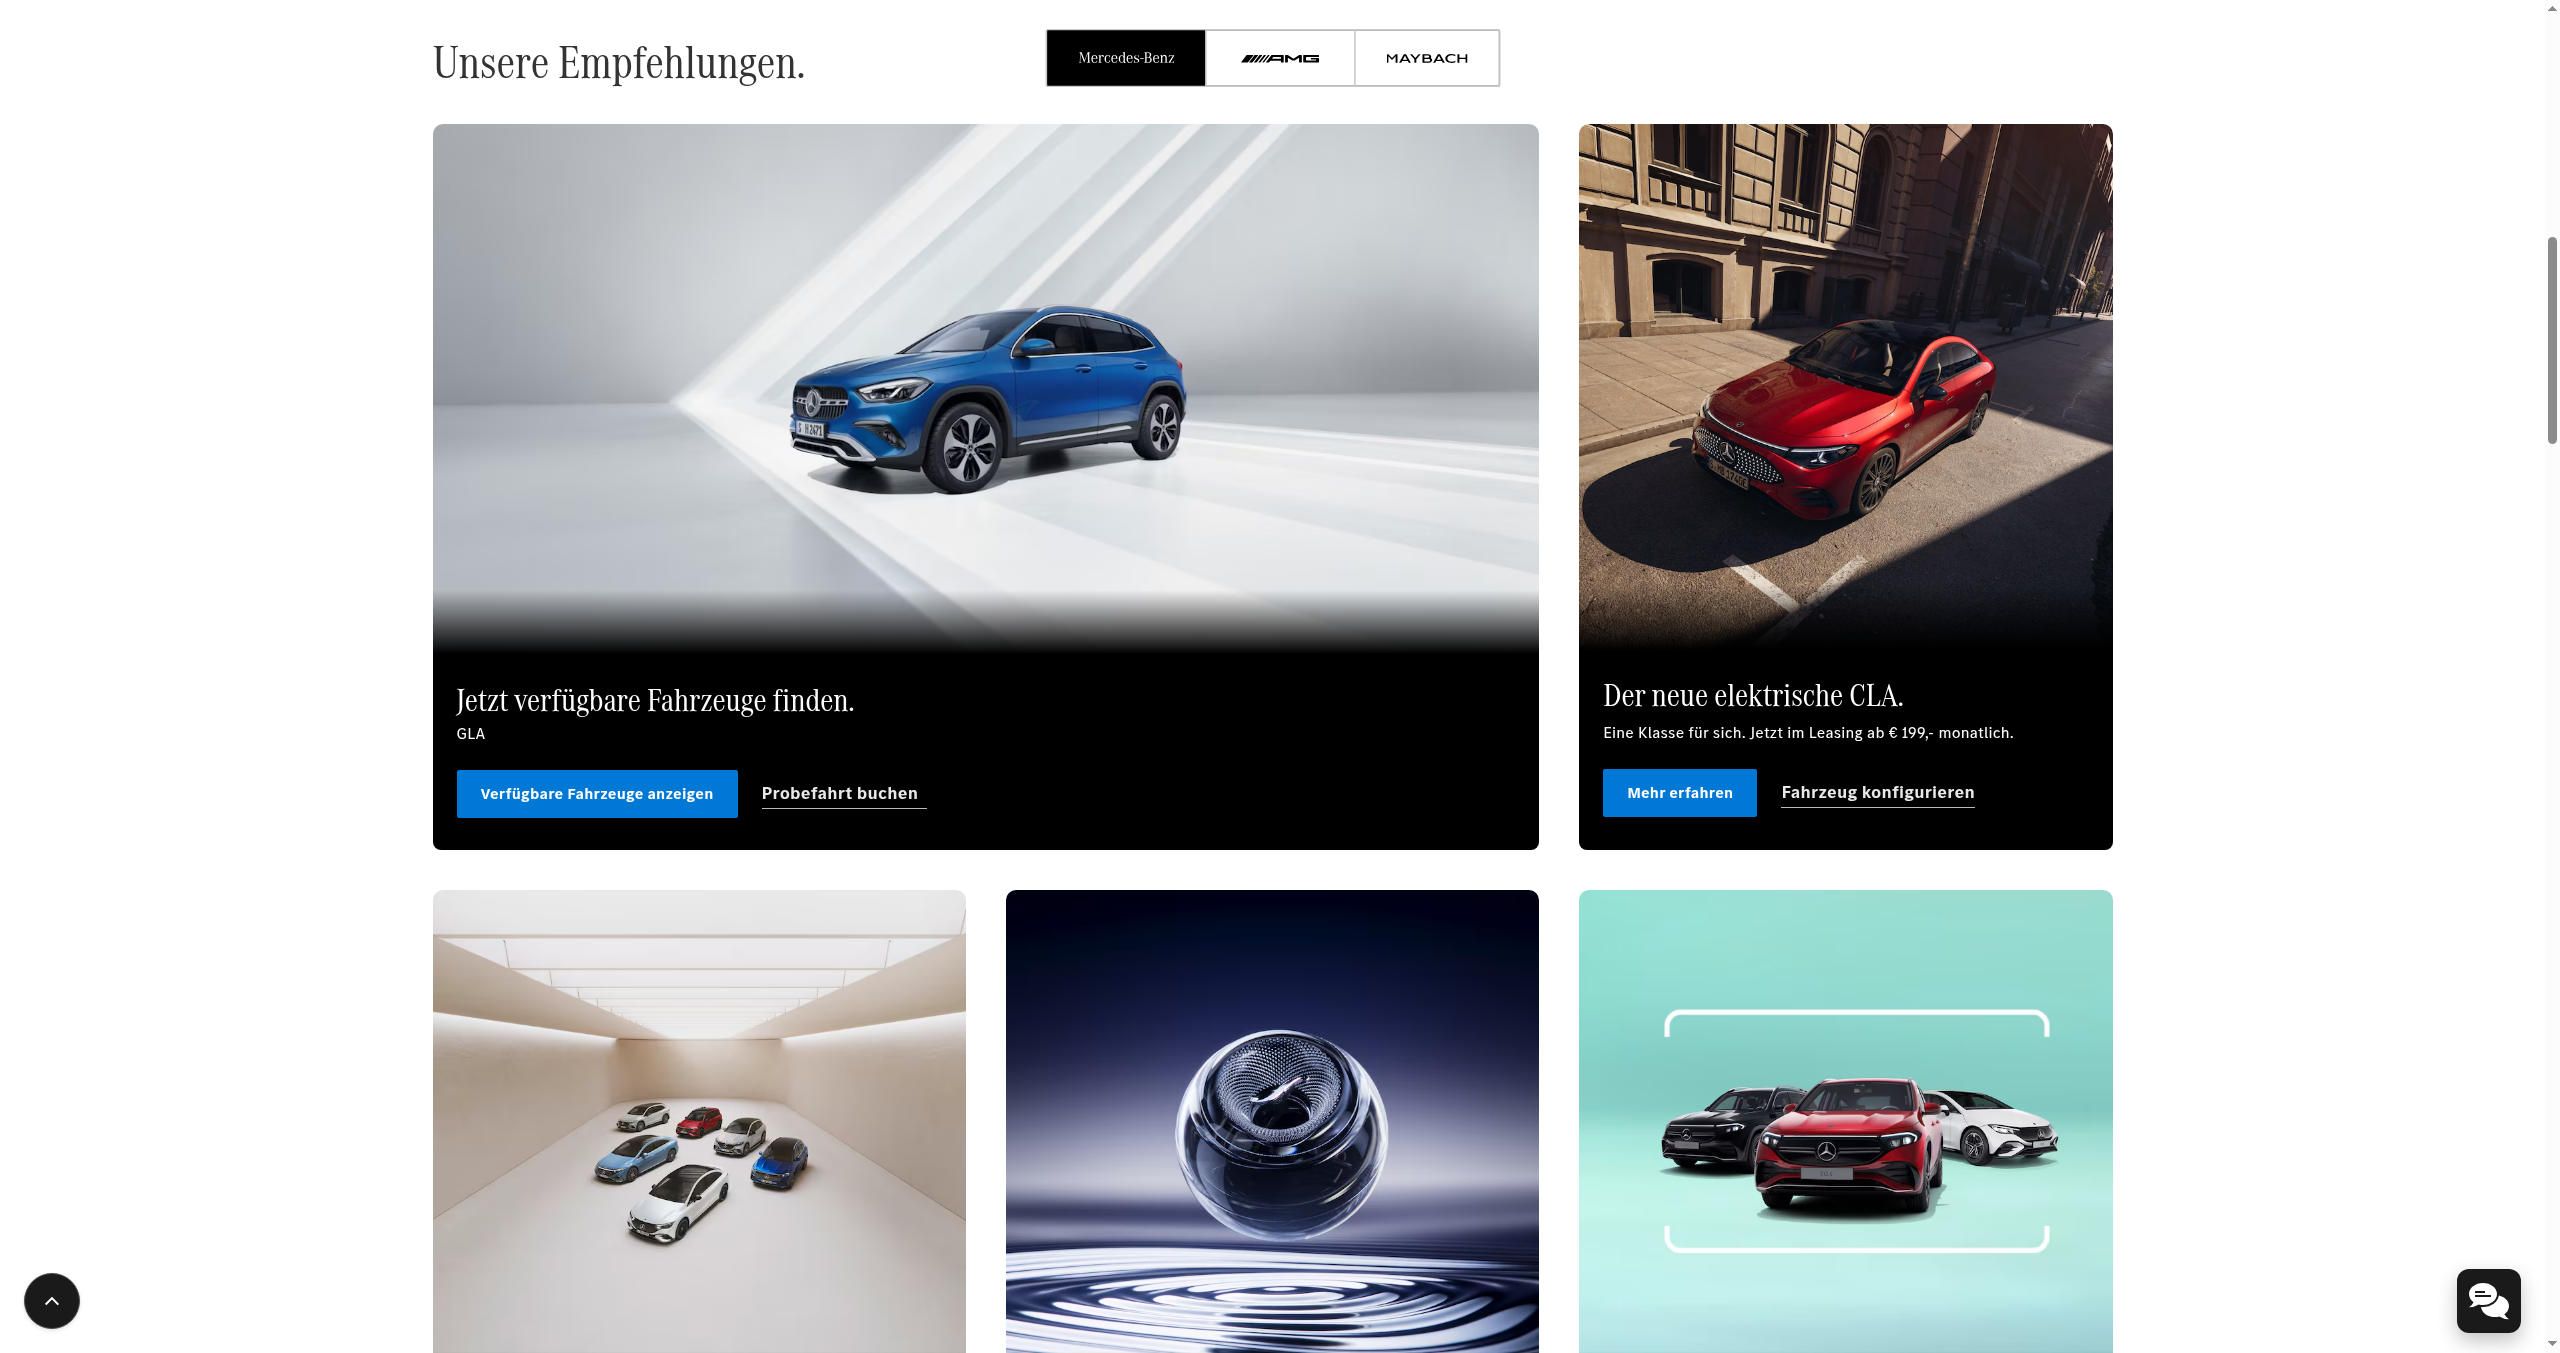 Unsere Empfehlungen.
Mercedes-Benz
AMG
MAYBACH
S H 2471
Jetzt verfügbare Fahrzeuge finden.
GLA
Verfügbare Fahrzeuge anzeigen
Probefahrt buchen
Der neue elektrische CLA.
Eine Klasse für sich. Jetzt im Leasing ab € 199,- monatlich.
Mehr erfahren
Fahrzeug konfigurieren